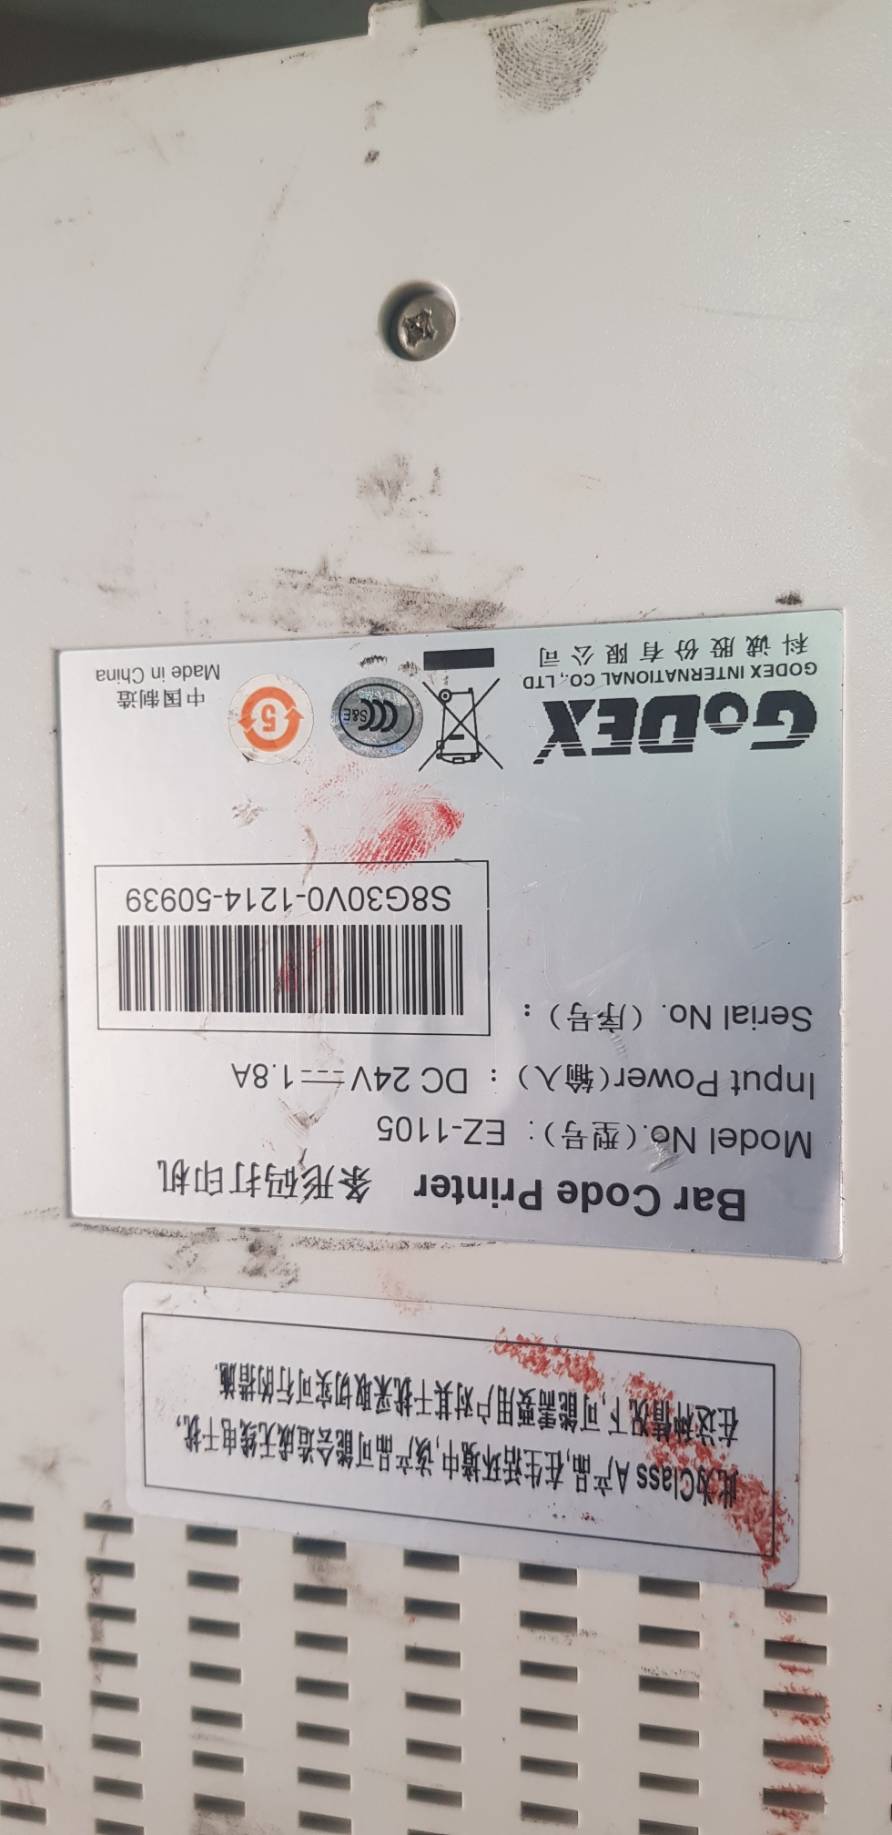 此为Class A产品,在生活环境中,该产品可能会造成无线电干扰,
在这种情况下,可能需要用户对其干扰采取切实可行的措施.
Bar Code Printer 条形码打印机
Model No.(型号): EZ-1105
Input Power(输入): DC 24V⎓1.8A
Serial No. (序号):
S8G30V0-1214-50939
GoDEX
GODEX INTERNATIONAL CO., LTD
科诚股份有限公司
CCC
S&E
5
中国制造
Made in China